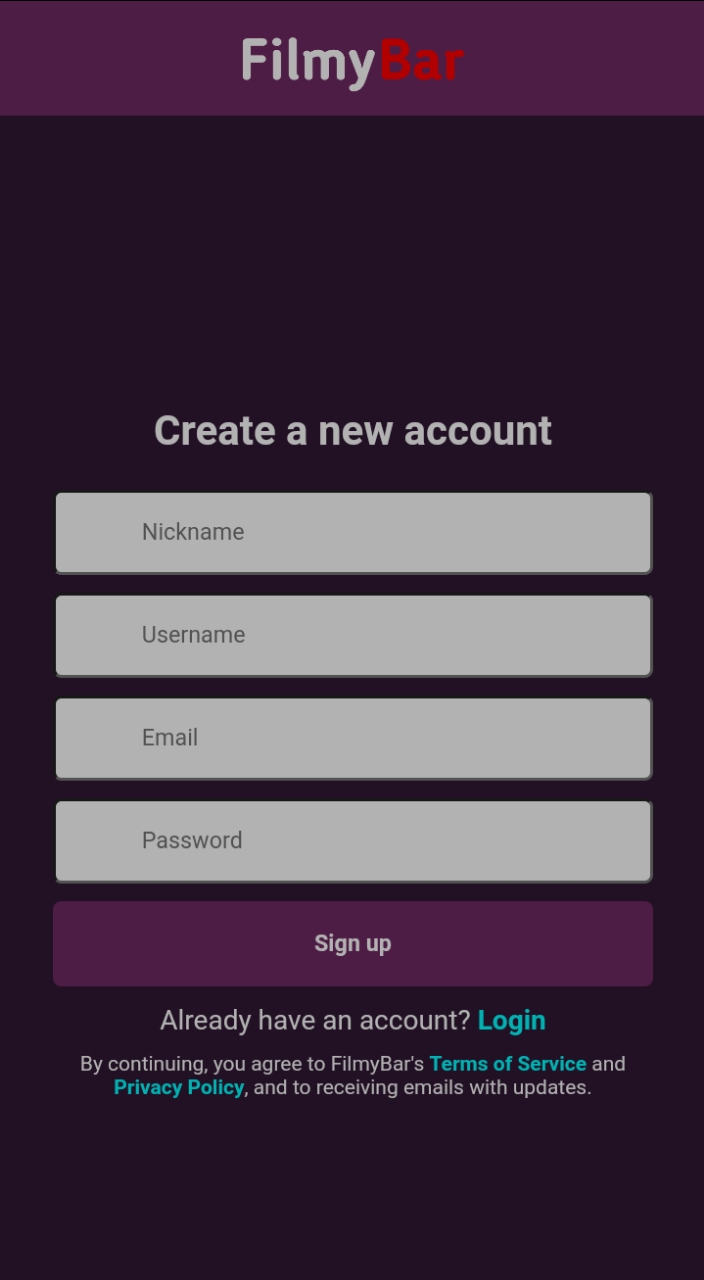 FilmyBar
Create a new account
Nickname
Username
Email
Password
Sign up
Already have an account? Login
By continuing, you agree to FilmyBar's Terms of Service and
Privacy Policy, and to receiving emails with updates.